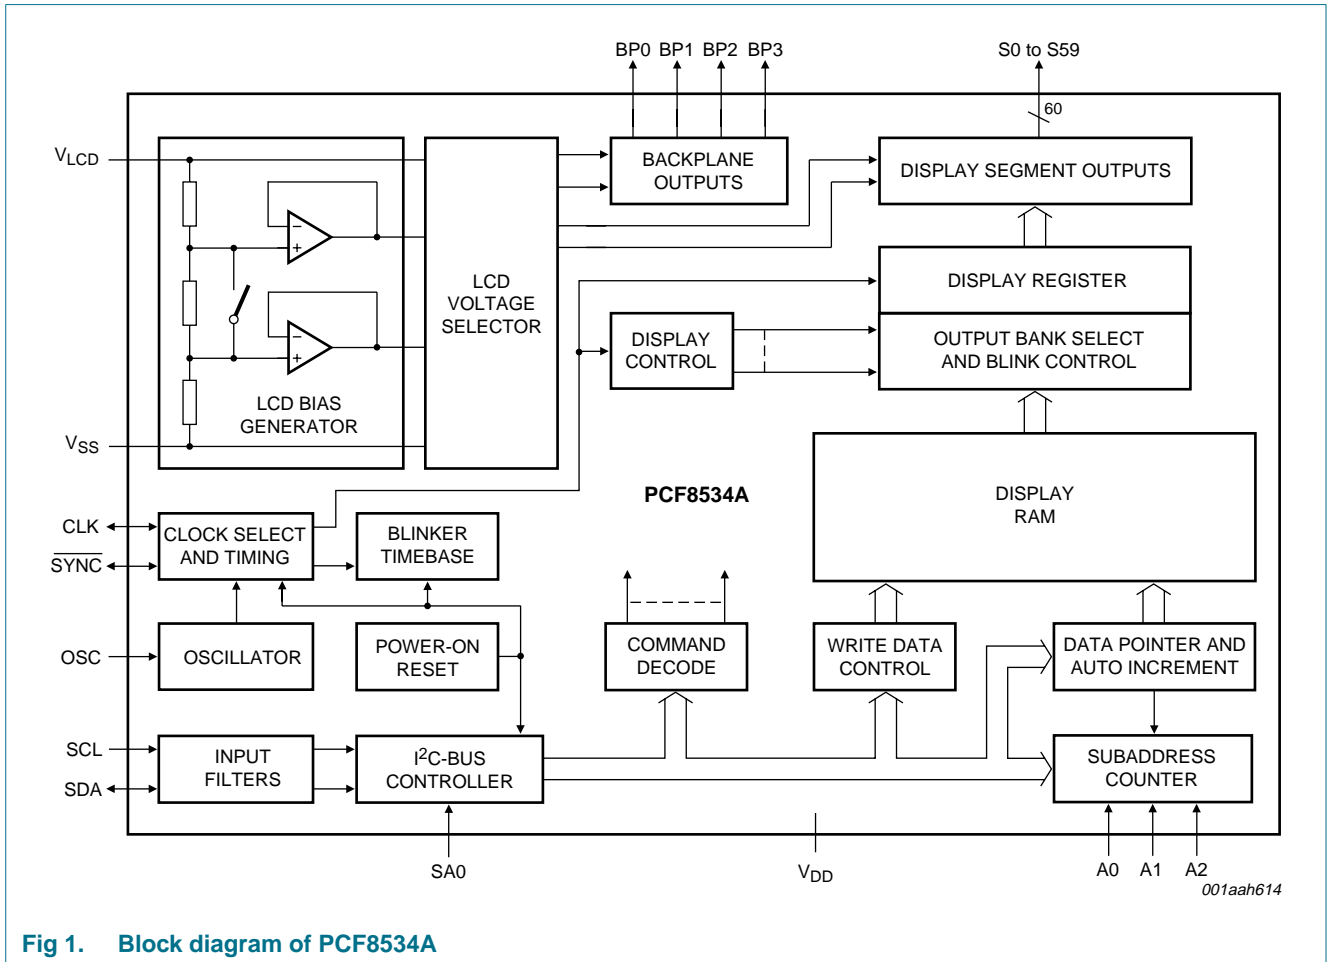 BP0 BP1 BP2 BP3
S0 to S59
60
VLCD
BACKPLANE
OUTPUTS
DISPLAY SEGMENT OUTPUTS
−
+
LCD
VOLTAGE
SELECTOR
DISPLAY REGISTER
−
+
DISPLAY
CONTROL
OUTPUT BANK SELECT
AND BLINK CONTROL
LCD BIAS
GENERATOR
VSS
PCF8534A
DISPLAY
RAM
CLK
SYNC
CLOCK SELECT
AND TIMING
BLINKER
TIMEBASE
OSC
OSCILLATOR
POWER-ON
RESET
COMMAND
DECODE
WRITE DATA
CONTROL
DATA POINTER AND
AUTO INCREMENT
SCL
SDA
INPUT
FILTERS
I2C-BUS
CONTROLLER
SUBADDRESS
COUNTER
SA0
VDD
A0 A1 A2
001aah614
Fig 1. Block diagram of PCF8534A